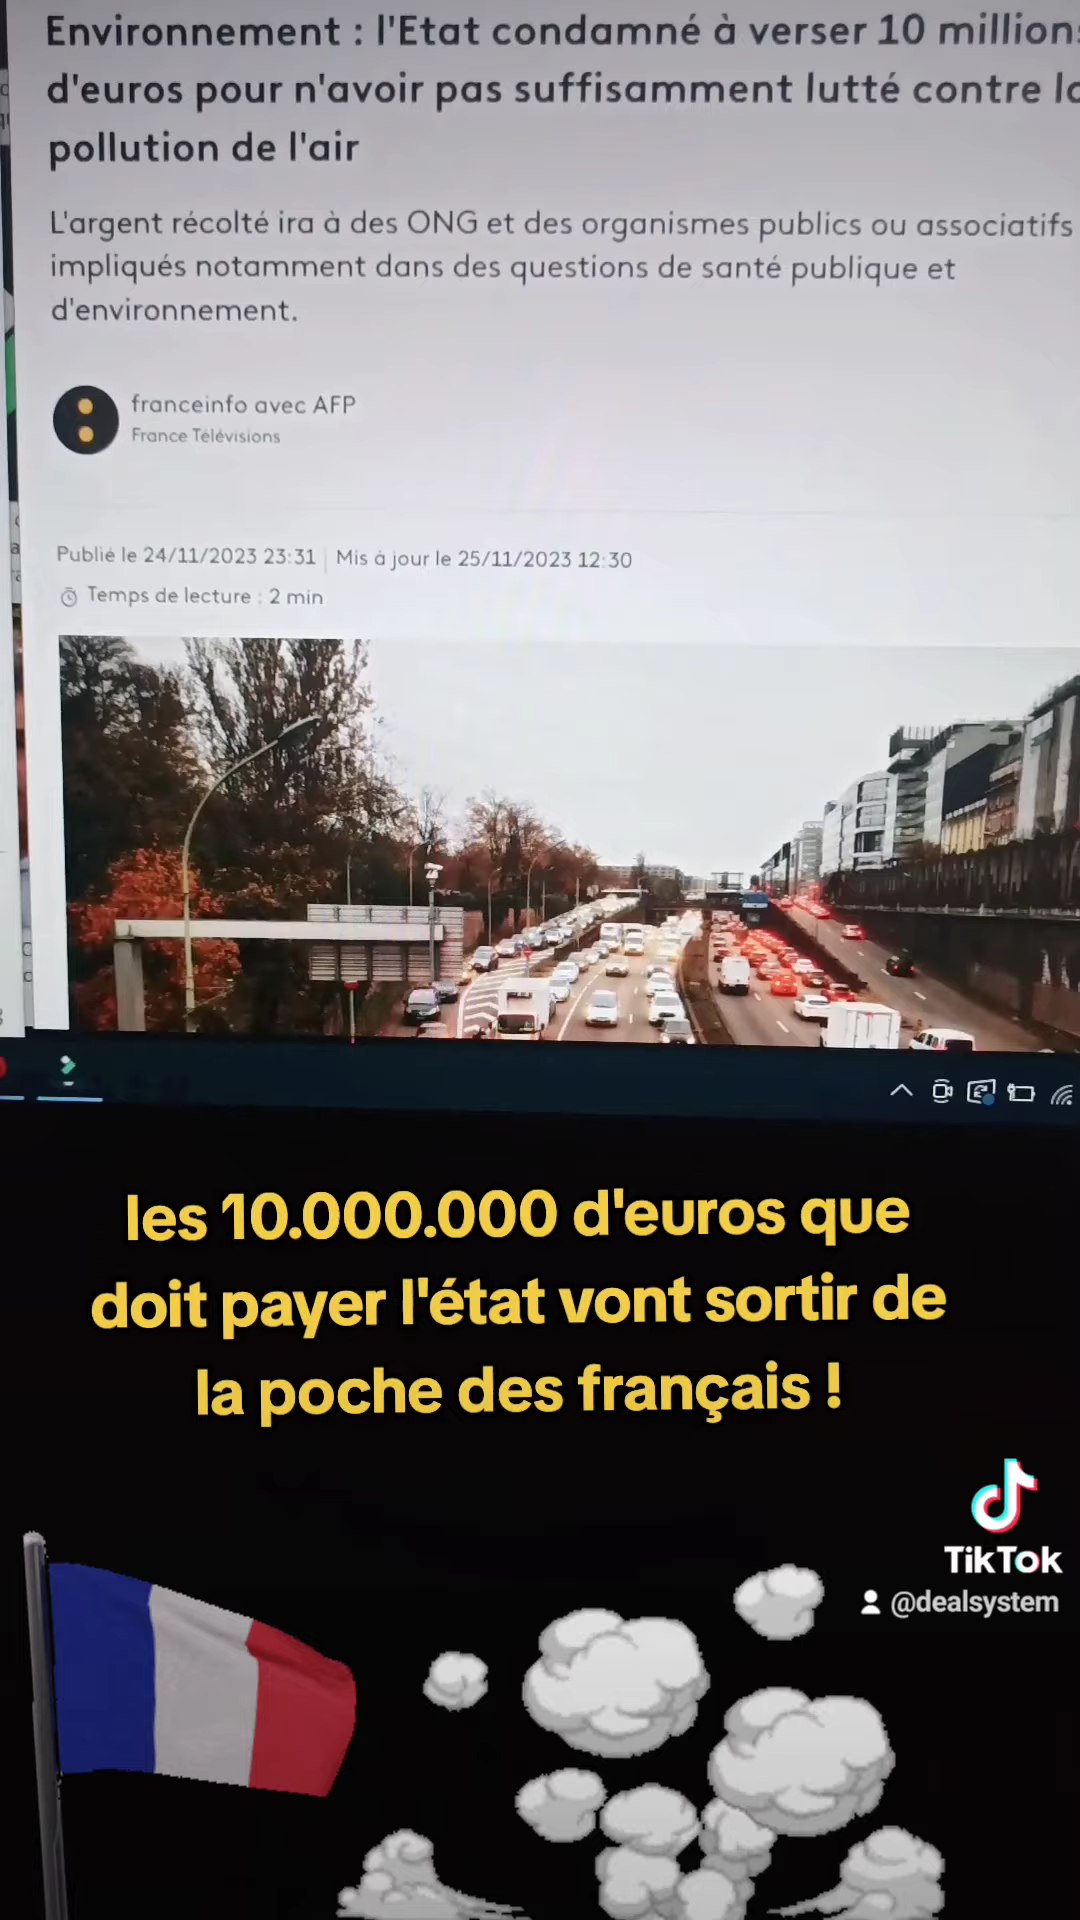 Environnement : l'Etat condamné à verser 10 million
d'euros pour n'avoir pas suffisamment lutté contre
pollution de l'air
L'argent récolté ira à des ONG et des organismes publics ou associatifs
impliqués notamment dans des questions de santé publique et
d'environnement.
franceinfo avec AFP
France Télévisions
Publié le 24/11/2023 23:31 | Mis à jour le 25/11/2023 12:30
Temps de lecture : 2 min
les 10.000.000 d'euros que
doit payer l'état vont sortir de
la poche des français !
TikTok
@dealsystem